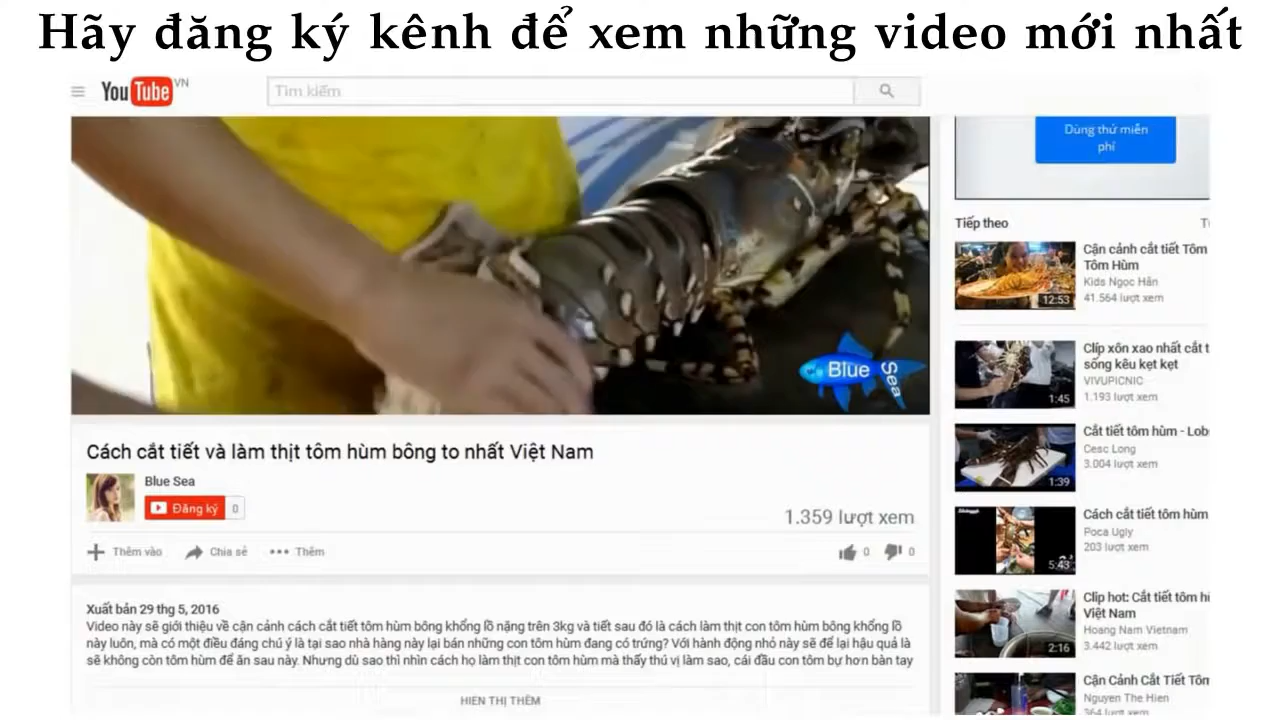 Hãy đăng ký kênh để xem những video mới nhất
YouTube VN
Tìm kiếm
Dùng thử miễn
phí
Blue Sea
Cách cắt tiết và làm thịt tôm hùm bông to nhất Việt Nam
Blue Sea
Đăng ký 0
1.359 lượt xem
Thêm vào Chia sẻ Thêm 0 0
Xuất bản 29 thg 5, 2016
Video này sẽ giới thiệu về cận cảnh cách cắt tiết tôm hùm bông khổng lồ nặng trên 3kg và tiết sau đó là cách làm thịt con tôm hùm bông khổng lồ
này luôn, mà có một điều đáng chú ý là tại sao nhà hàng này lại bán những con tôm hùm đang có trứng? Với hành động nhỏ này sẽ để lại hậu quả là
sẽ không còn tôm hùm để ăn sau này. Nhưng dù sao thì nhìn cách họ làm thịt con tôm hùm mà thấy thú vị làm sao, cái đầu con tôm bự hơn bàn tay
HIỂN THỊ THÊM
Tiếp theo
Cận cảnh cắt tiết Tôm
Tôm Hùm
Kids Ngoc Hân
41.564 lượt xem
12:53
Clíp xôn xao nhất cắt t
sống kêu kẹt kẹt
VIVUPICNIC
1.193 lượt xem
1:45
Cắt tiết tôm hùm - Lob
Cesc Long
3.004 lượt xem
1:39
Cách cắt tiết tôm hùm
Poca Ugly
203 lượt xem
5:43
Clip hot: Cắt tiết tôm h
Việt Nam
Hoang Nam Vietnam
3.442 lượt xem
2:16
Cận Cảnh Cắt Tiết Tôm
Nguyen The Hien
364 lượt xem